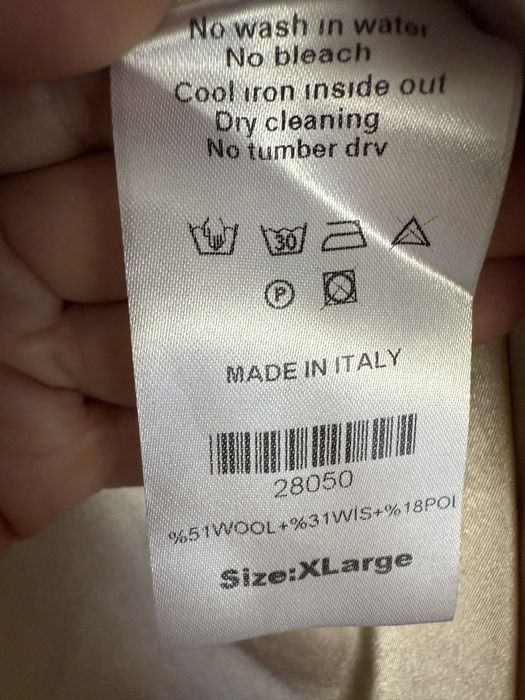 No wash in water
No bleach
Cool iron inside out
Dry cleaning
No tumber drv
30
P
MADE IN ITALY
28050
%51WOOL+%31WIS+%18POI
Size:XLarge